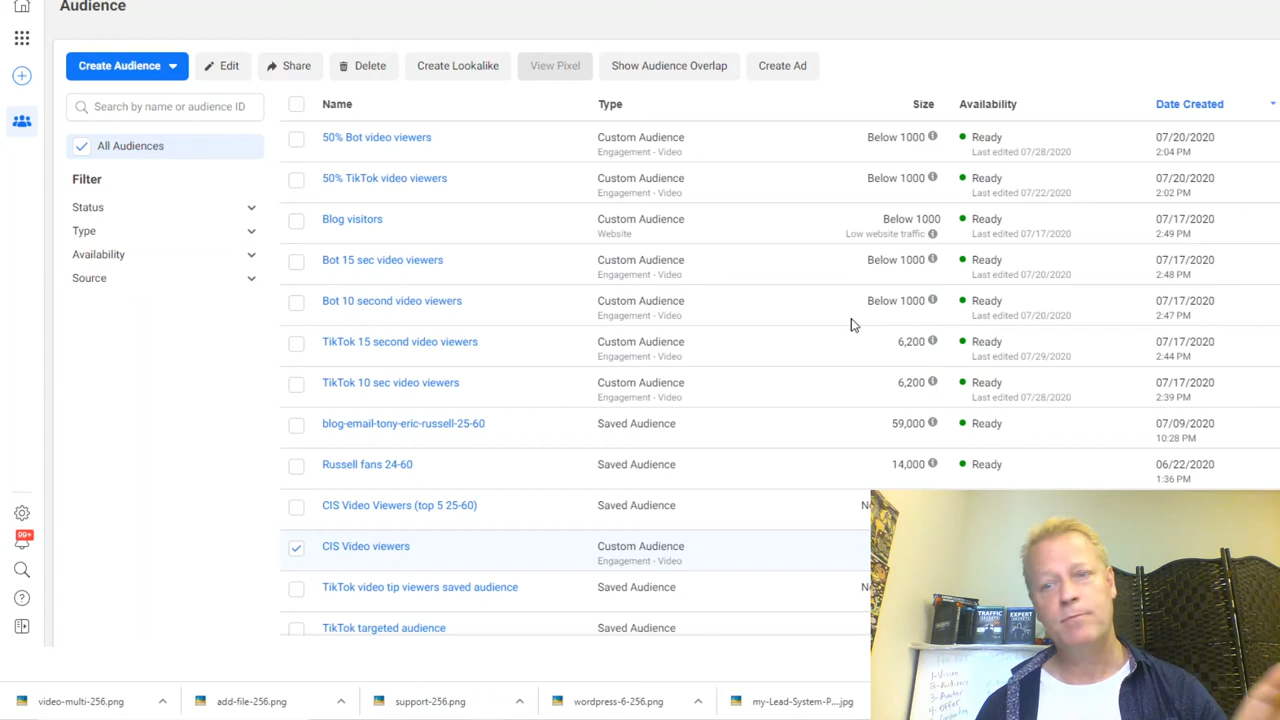 Audience
Create Audience
Edit
Share
Delete
Create Lookalike
View Pixel
Show Audience Overlap
Create Ad
Search by name or audience ID
All Audiences
Filter
Status
Type
Availability
Source
Name Type Size Availability Date Created
50% Bot video viewers Custom Audience Below 1000 Ready 07/20/2020
Engagement - Video Last edited 07/28/2020 2:04 PM
50% TikTok video viewers Custom Audience Below 1000 Ready 07/20/2020
Engagement - Video Last edited 07/22/2020 2:02 PM
Blog visitors Custom Audience Below 1000 Ready 07/17/2020
Website Low website traffic Last edited 07/17/2020 2:49 PM
Bot 15 sec video viewers Custom Audience Below 1000 Ready 07/17/2020
Engagement - Video Last edited 07/20/2020 2:48 PM
Bot 10 second video viewers Custom Audience Below 1000 Ready 07/17/2020
Engagement - Video Last edited 07/20/2020 2:47 PM
TikTok 15 second video viewers Custom Audience 6,200 Ready 07/17/2020
Engagement - Video Last edited 07/29/2020 2:44 PM
TikTok 10 sec video viewers Custom Audience 6,200 Ready 07/17/2020
Engagement - Video Last edited 07/28/2020 2:39 PM
blog-email-tony-eric-russell-25-60 Saved Audience 59,000 Ready 07/09/2020
10:28 PM
Russell fans 24-60 Saved Audience 14,000 Ready 06/22/2020
1:36 PM
CIS Video Viewers (top 5 25-60) Saved Audience
CIS Video viewers Custom Audience
Engagement - Video
TikTok video tip viewers saved audience Saved Audience
TikTok targeted audience Saved Audience
99+
TRAFFIC
SECRETS
EXPERT
SECRETS
1-Vision
4-Offer
video-multi-256.png
add-file-256.png
support-256.png
wordpress-6-256.png
my-Lead-System-P....jpg